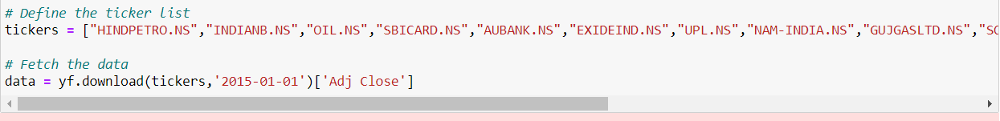 # Define the ticker list
tickers = ["HINDPETRO.NS","INDIANB.NS","OIL.NS","SBICARD.NS","AUBANK.NS","EXIDEIND.NS","UPL.NS","NAM-INDIA.NS","GUJGASLTD.NS",
# Fetch the data
data = yf.download(tickers,'2015-01-01')['Adj Close']